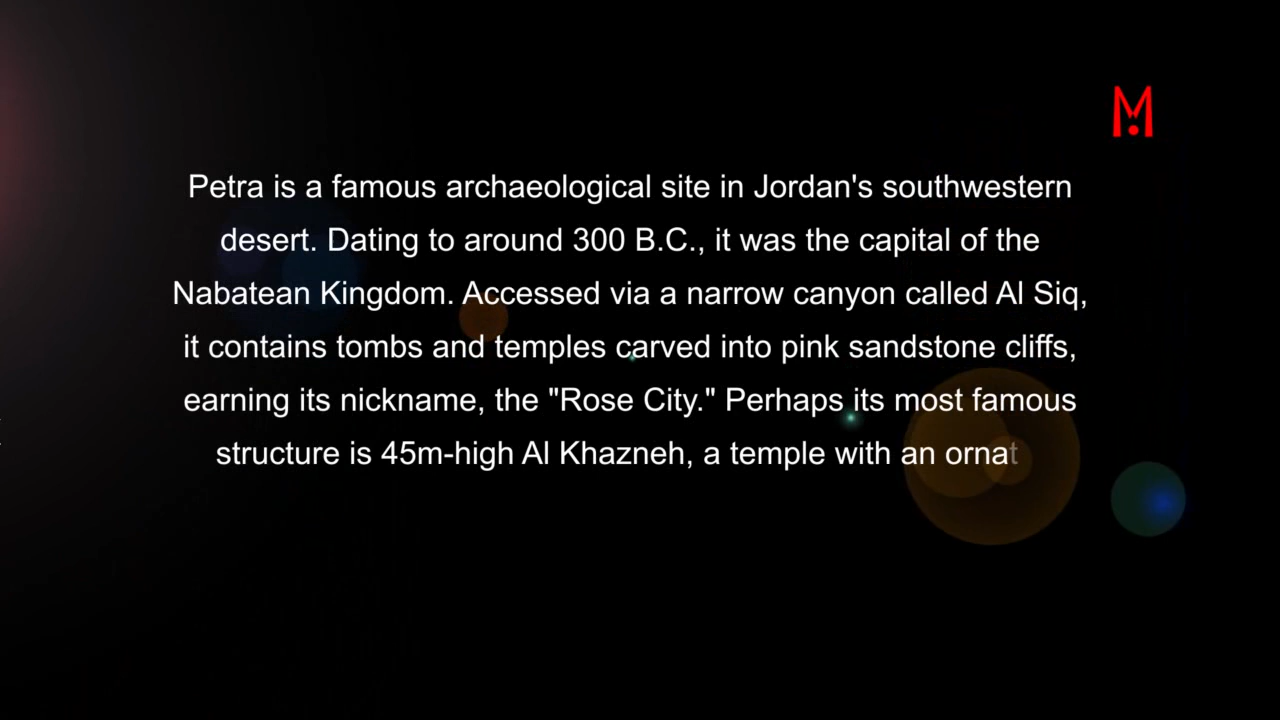 M
Petra is a famous archaeological site in Jordan's southwestern
desert. Dating to around 300 B.C., it was the capital of the
Nabatean Kingdom. Accessed via a narrow canyon called Al Siq,
it contains tombs and temples carved into pink sandstone cliffs,
earning its nickname, the "Rose City." Perhaps its most famous
structure is 45m-high Al Khazneh, a temple with an ornat